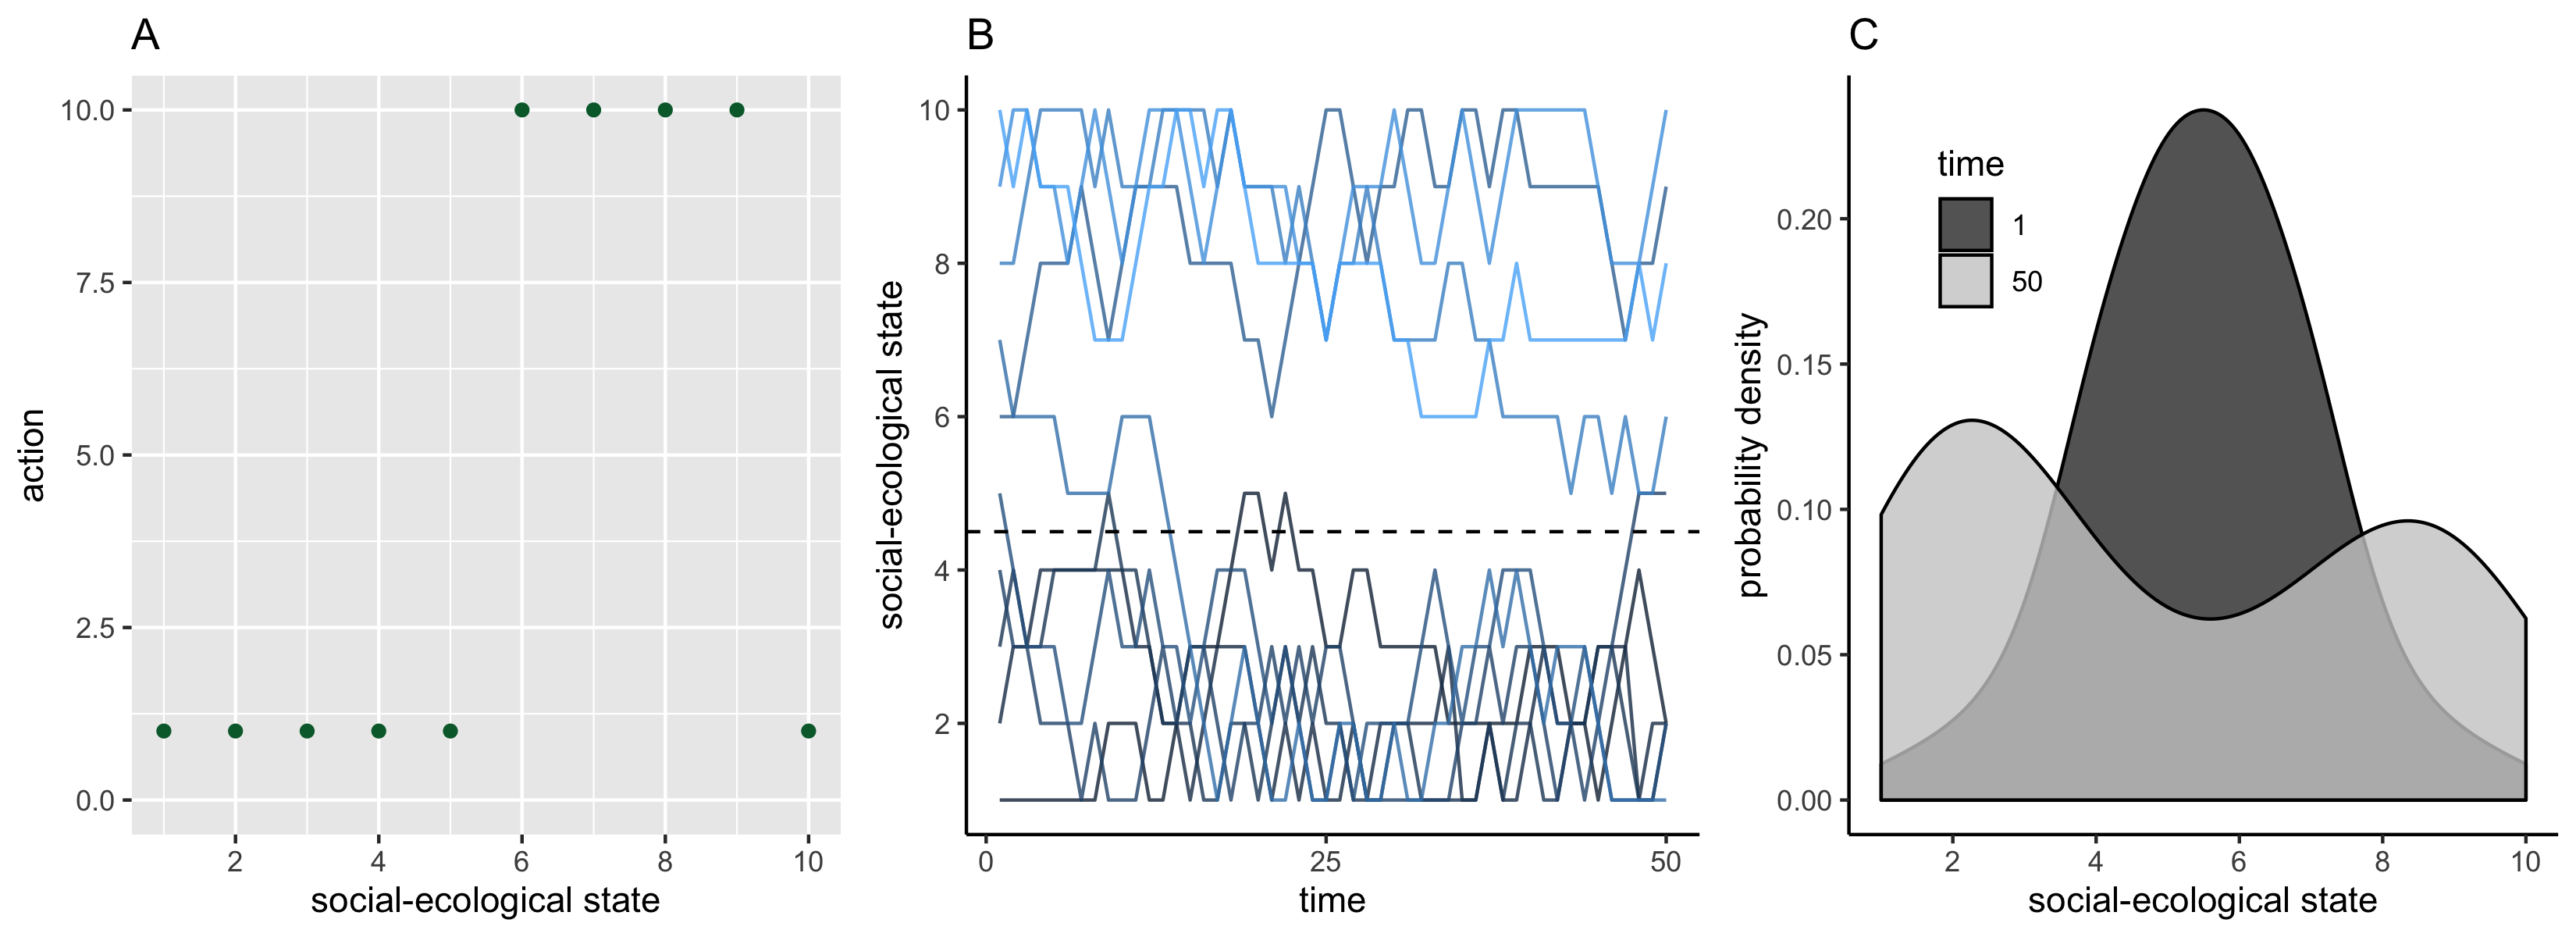 A
10.0
7.5
5.0
2.5
0.0
action
2 4 6 8 10
social-ecological state
B
10
8
6
4
2
social-ecological state
0 25 50
time
C
time
1
50
0.20
0.15
0.10
0.05
0.00
probability density
2 4 6 8 10
social-ecological state